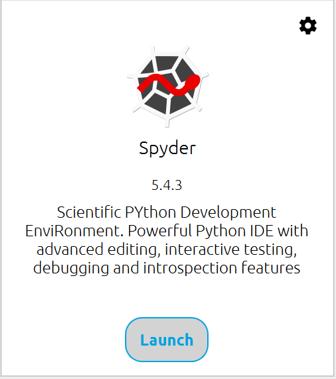 Spyder
5.4.3
Scientific PYthon Development
EnviRonment. Powerful Python IDE with
advanced editing, interactive testing,
debugging and introspection features
Launch